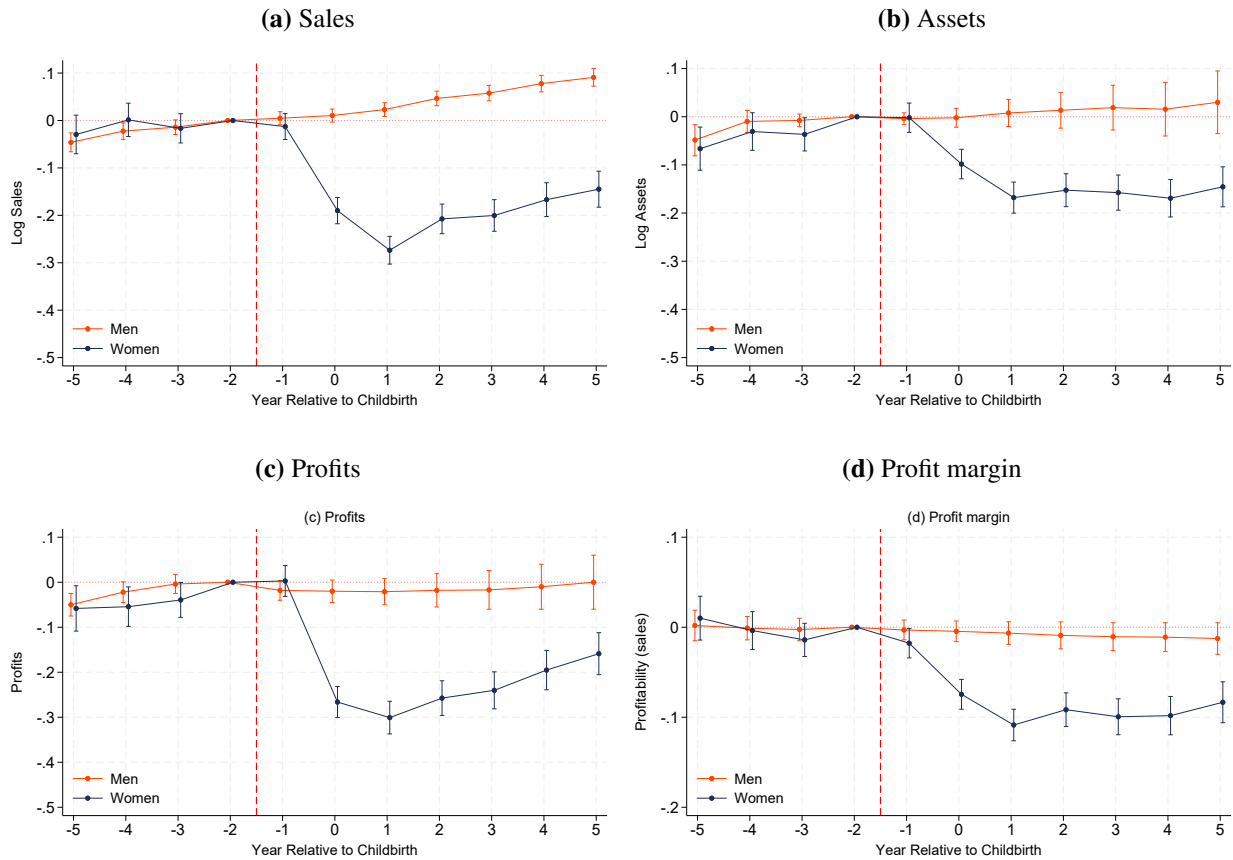 (a) Sales
.1
0
-.1
-.2
-.3
-.4
-.5
Log Sales
Men
Women
-5 -4 -3 -2 -1 0 1 2 3 4 5
Year Relative to Childbirth
(b) Assets
.1
0
-.1
-.2
-.3
-.4
-.5
Log Assets
Men
Women
-5 -4 -3 -2 -1 0 1 2 3 4 5
Year Relative to Childbirth
(c) Profits
(c) Profits
.1
0
-.1
-.2
-.3
-.4
-.5
Profits
Men
Women
-5 -4 -3 -2 -1 0 1 2 3 4 5
Year Relative to Childbirth
(d) Profit margin
(d) Profit margin
.1
0
-.1
-.2
Profitability (sales)
Men
Women
-5 -4 -3 -2 -1 0 1 2 3 4 5
Year Relative to Childbirth